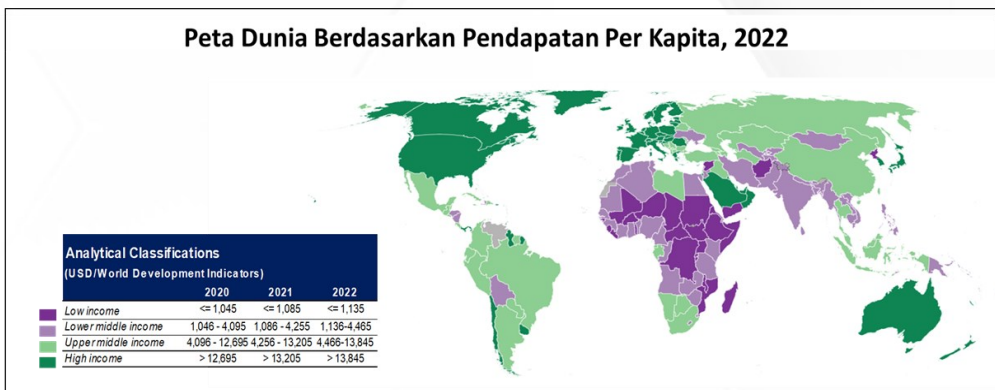 Peta Dunia Berdasarkan Pendapatan Per Kapita, 2022
Analytical Classifications
(USD/World Development Indicators)
2020 2021 2022
Low income <= 1,045 <= 1,085 <= 1,135
Lower middle income 1,046 - 4,095 1,086 - 4,255 1,136-4,465
Upper middle income 4,096 - 12,695 4,256 - 13,205 4,466-13,845
High income > 12,695 > 13,205 > 13,845